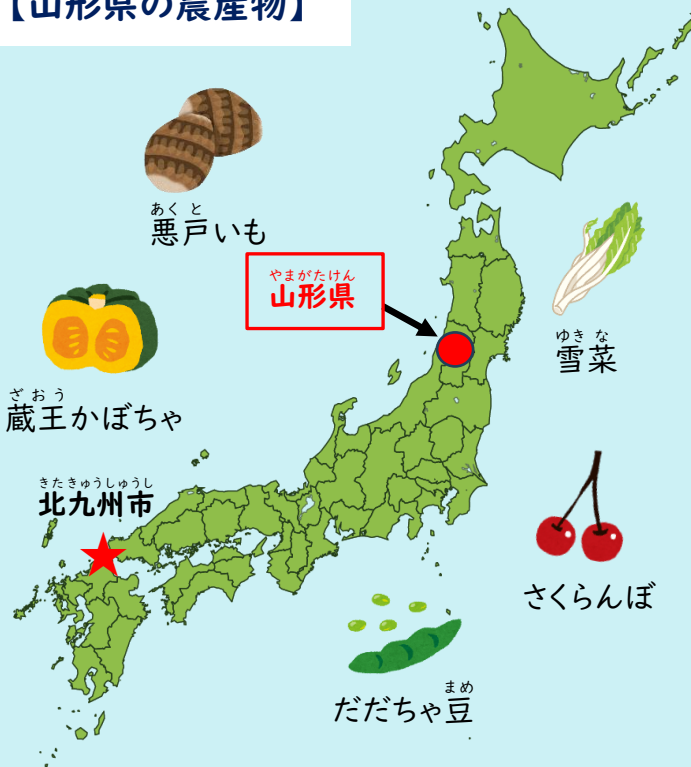 【山形県の農産物】
あくと
悪戸いも
やまがたけん
山形県
ゆきな
雪菜
ざおう
蔵王かぼちゃ
きたきゅうしゅうし
北九州市
さくらんぼ
まめ
だだちゃ豆